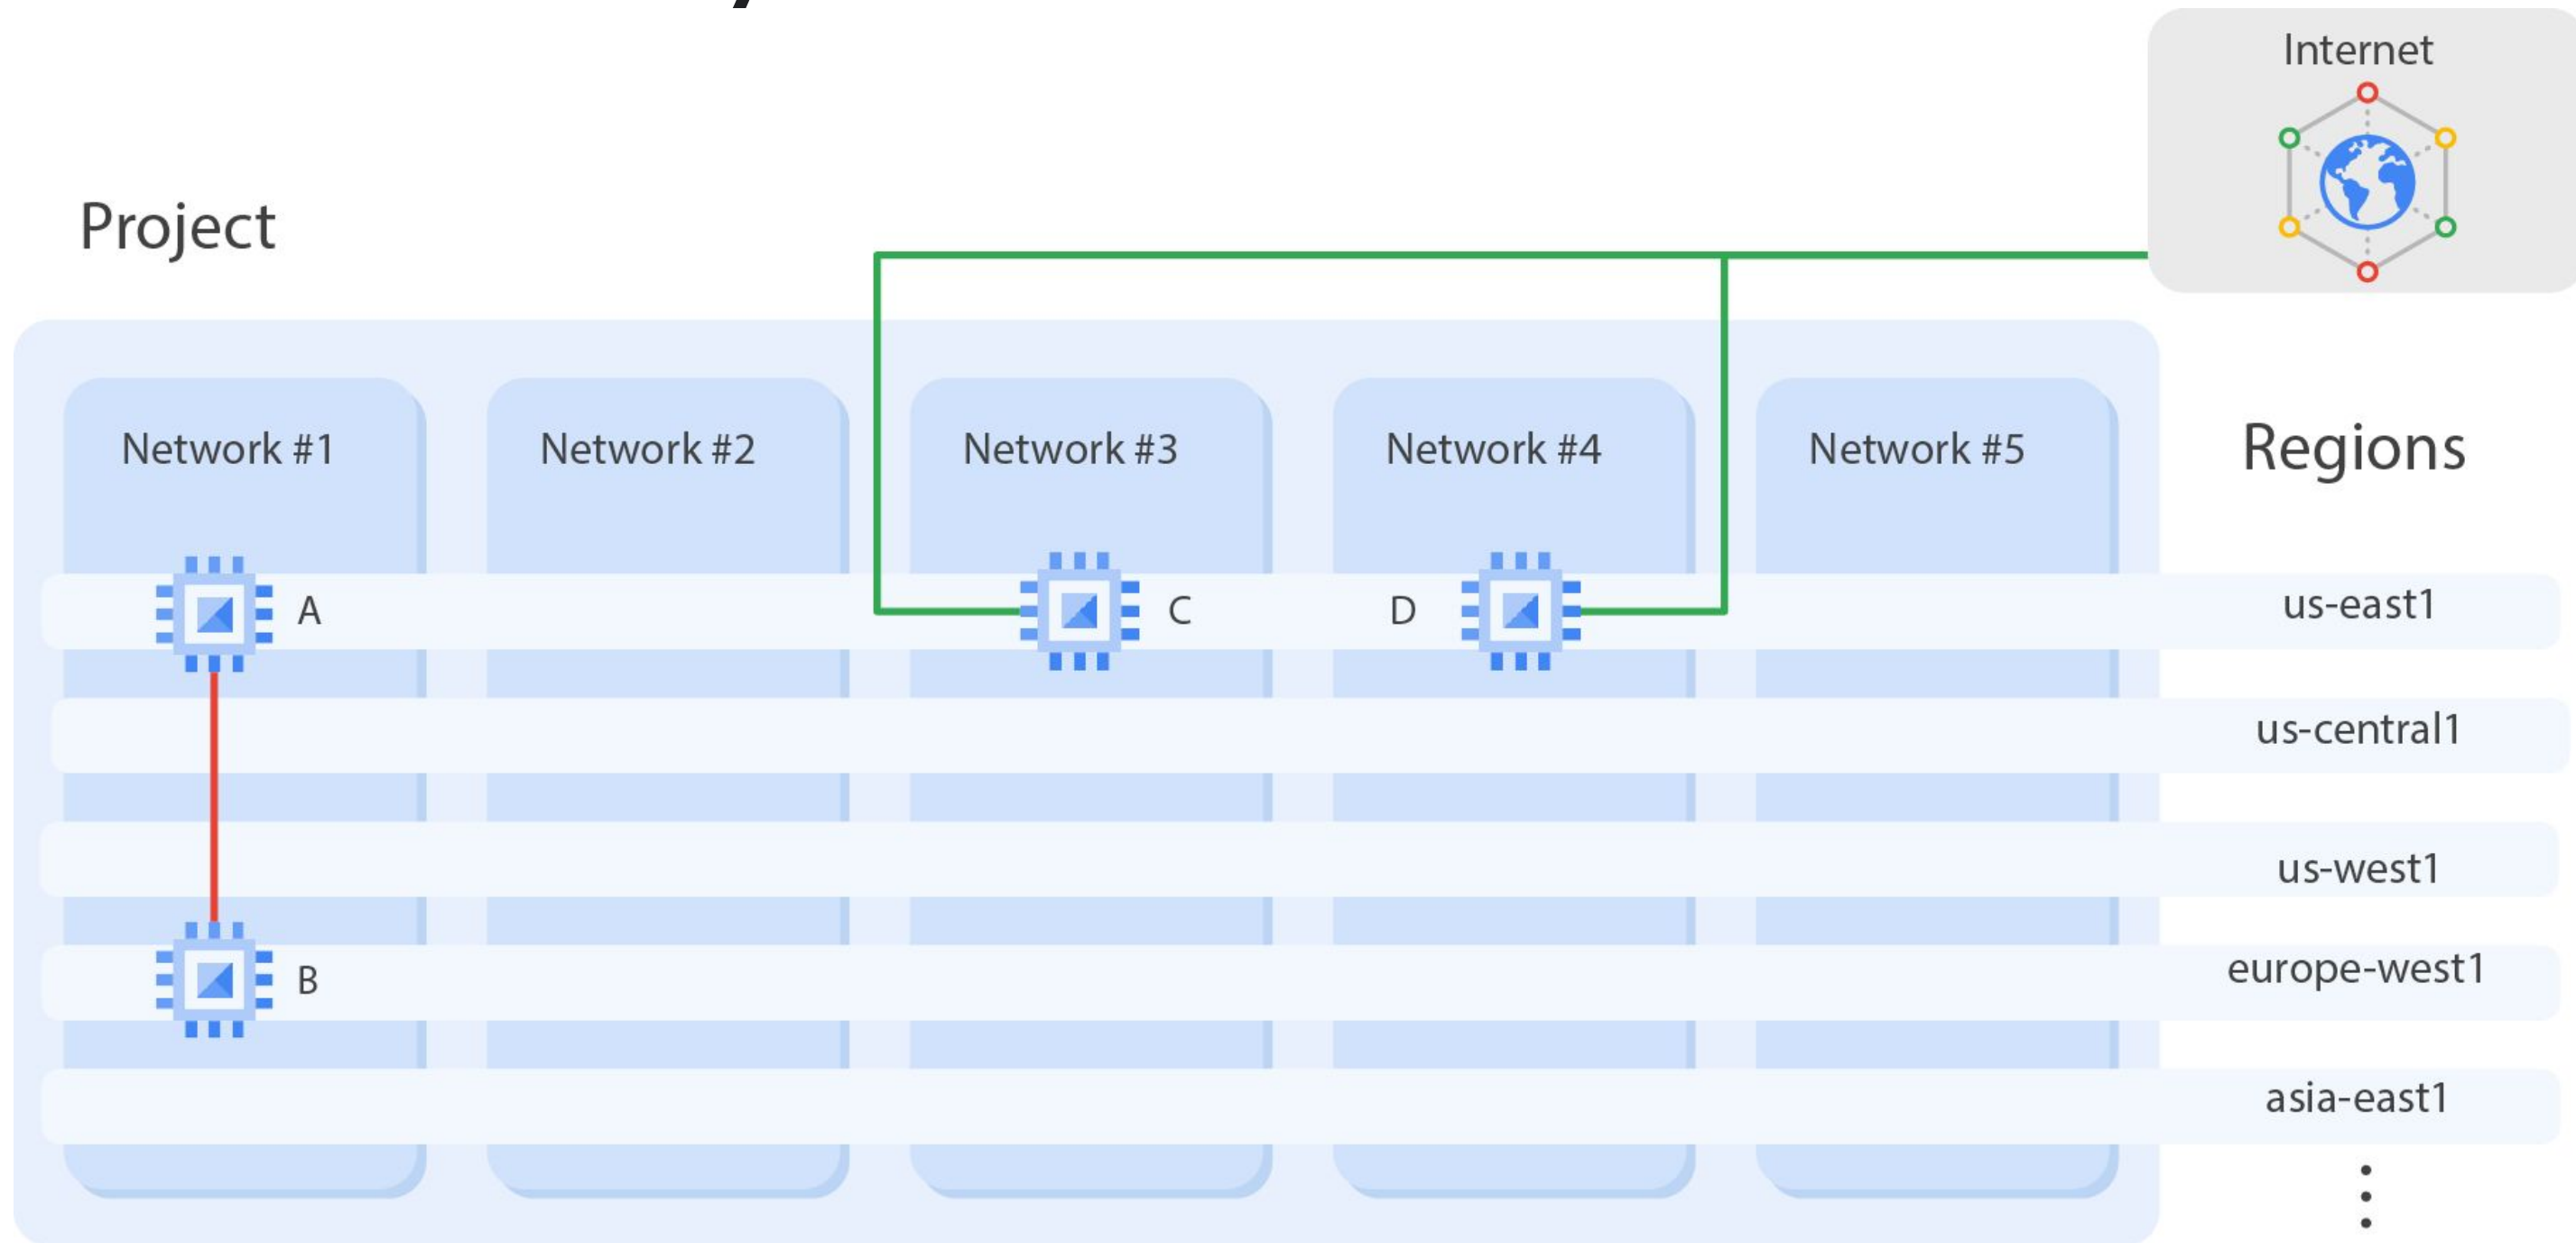 Internet
Project
Network #1
Network #2
Network #3
Network #4
Network #5
Regions
A
C
D
us-east1
us-central1
us-west1
B
europe-west1
asia-east1